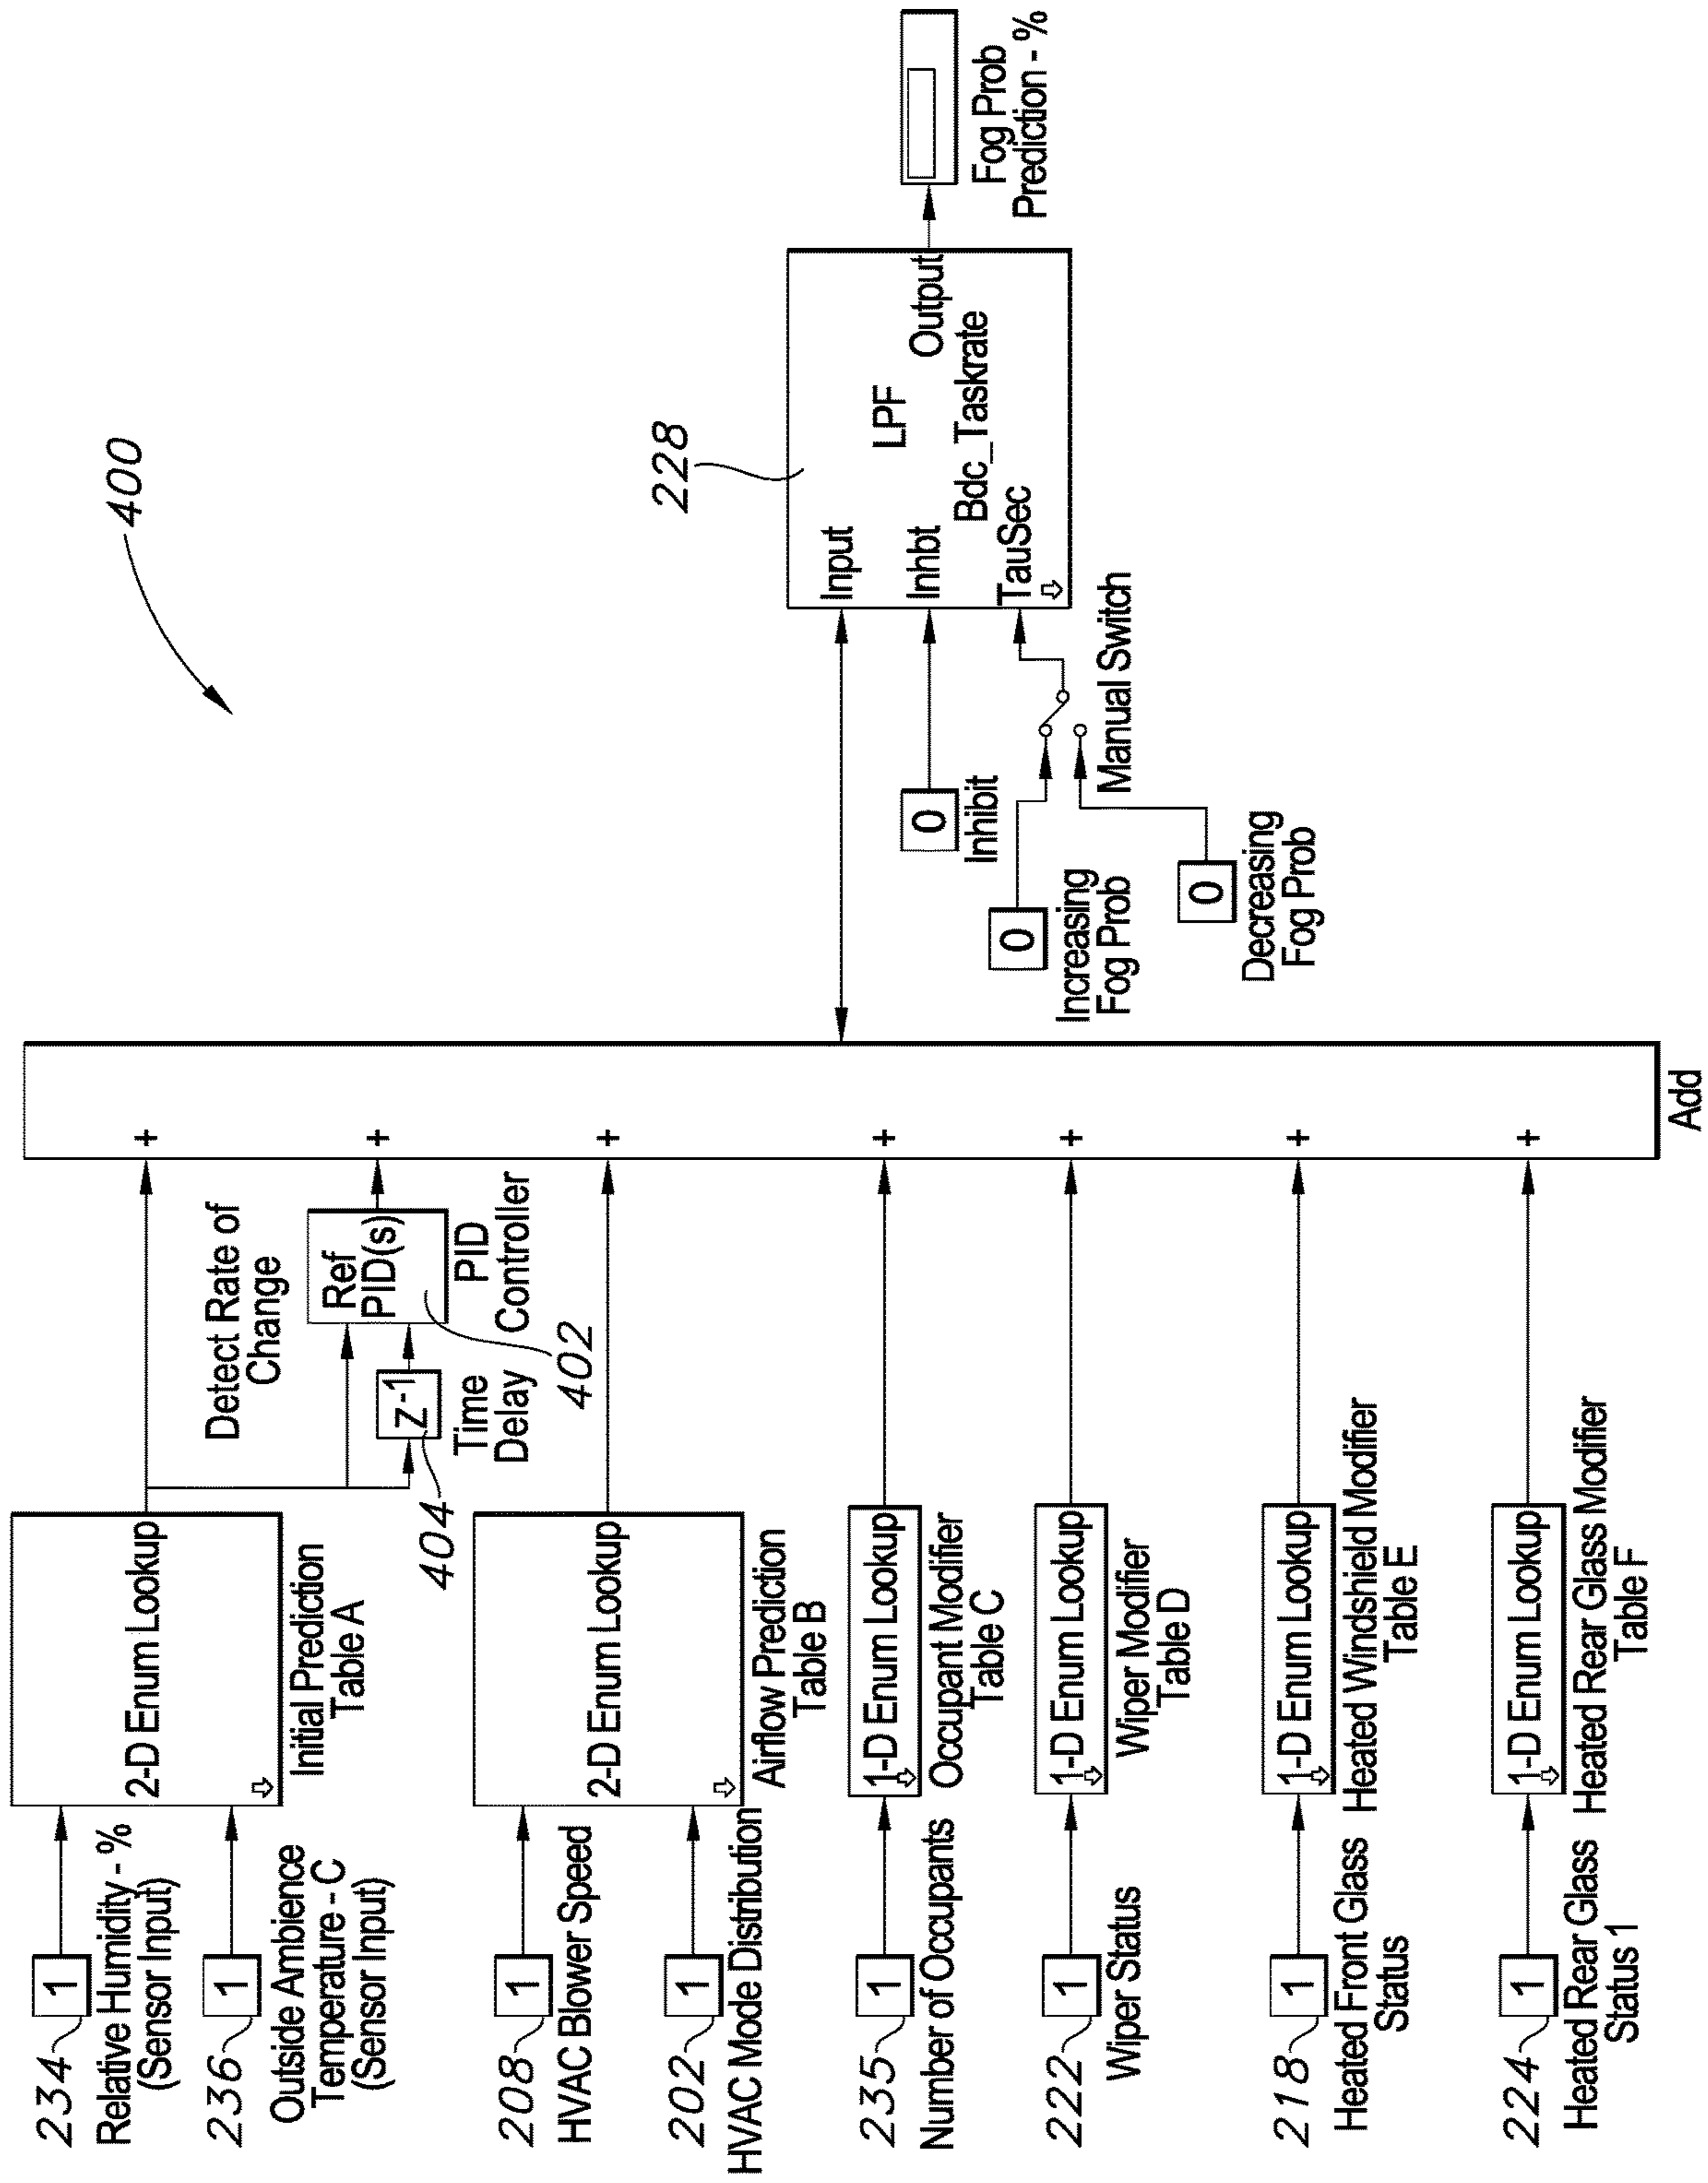 400
234
1
Relative Humidity - %
(Sensor Input)
236
1
Outside Ambience
Temperature - C
(Sensor Input)
2-D Enum Lookup
Initial Prediction
Table A
Detect Rate of
Change
404
z-1
Time
Delay
Ref
PID(s)
PID
Controller
402
208
1
HVAC Blower Speed
202
1
HVAC Mode Distribution
2-D Enum Lookup
Airflow Prediction
Table B
235
1
Number of Occupants
1-D Enum Lookup
Occupant Modifier
Table C
222
1
Wiper Status
1-D Enum Lookup
Wiper Modifier
Table D
218
1
Heated Front Glass
Status
1-D Enum Lookup
Heated Windshield Modifier
Table E
224
1
Heated Rear Glass
Status 1
1-D Enum Lookup
Heated Rear Glass Modifier
Table F
+
+
+
+
+
+
+
Add
0
Inhibit
0
Increasing
Fog Prob
0
Decreasing
Fog Prob
Manual Switch
228
Input
Inhbt
TauSec
LPF
Bdc_Taskrate
Output
Fog Prob
Prediction - %